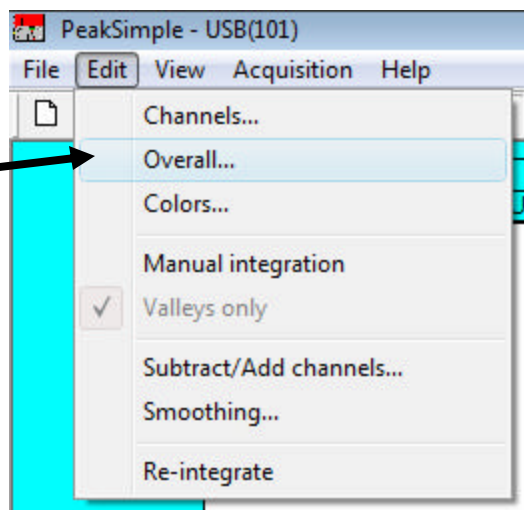 PeakSimple - USB(101)
File Edit View Acquisition Help
Channels...
Overall...
Colors...
Manual integration
Valleys only
Subtract/Add channels...
Smoothing...
Re-integrate